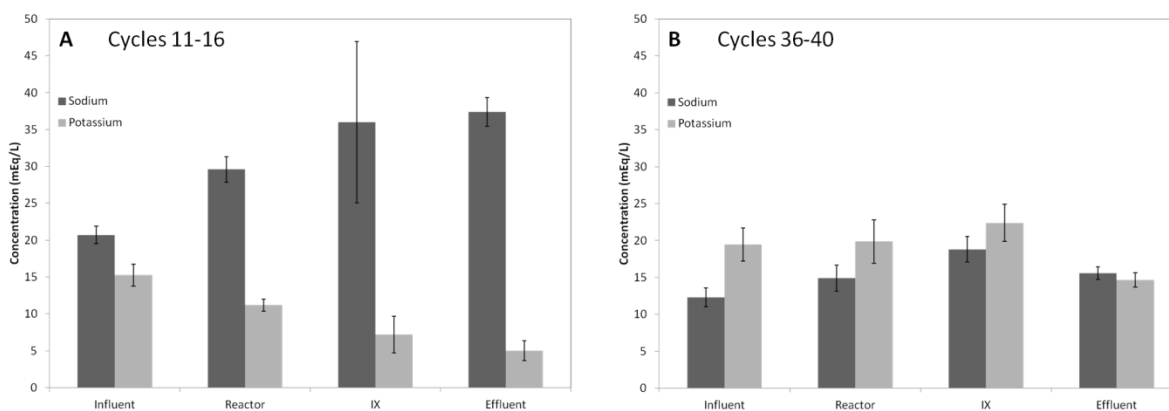 A Cycles 11-16
Concentration (mEq/L)
50
45
40
35
30
25
20
15
10
5
0
Sodium
Potassium
Influent Reactor IX Effluent
B Cycles 36-40
Concentration (mEq/L)
50
45
40
35
30
25
20
15
10
5
0
Sodium
Potassium
Influent Reactor IX Effluent